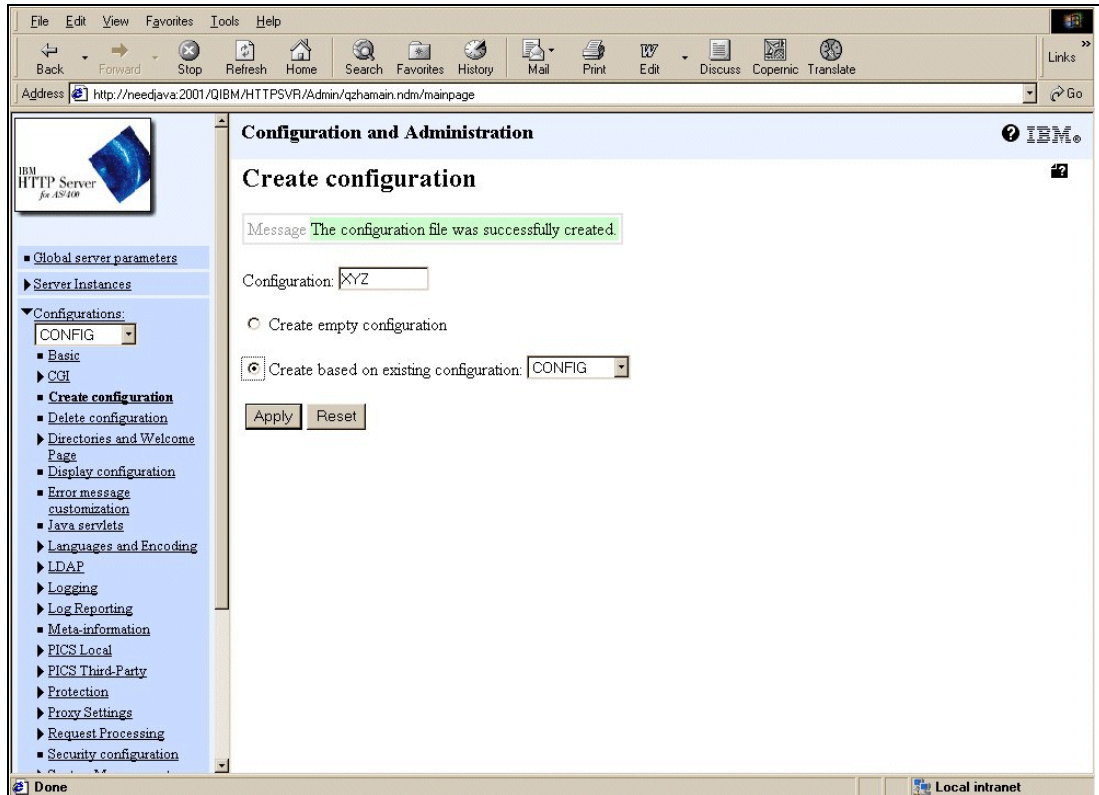 File Edit View Favorites Tools Help
Back Forward Stop Refresh Home Search Favorites History Mail Print Edit Discuss Copernic Translate Links »
Address http://needjava:2001/QIBM/HTTPSVR/Admin/qzhamain.ndm/mainpage Go
IBM
HTTP Server
for AS/400
Global server parameters
Server Instances
Configurations:
CONFIG
Basic
CGI
Create configuration
Delete configuration
Directories and Welcome
Page
Display configuration
Error message
customization
Java servlets
Languages and Encoding
LDAP
Logging
Log Reporting
Meta-information
PICS Local
PICS Third-Party
Protection
Proxy Settings
Request Processing
Security configuration
Configuration and Administration
IBM®
Create configuration
Message The configuration file was successfully created.
Configuration: XYZ
Create empty configuration
Create based on existing configuration: CONFIG
Apply Reset
Done Local intranet